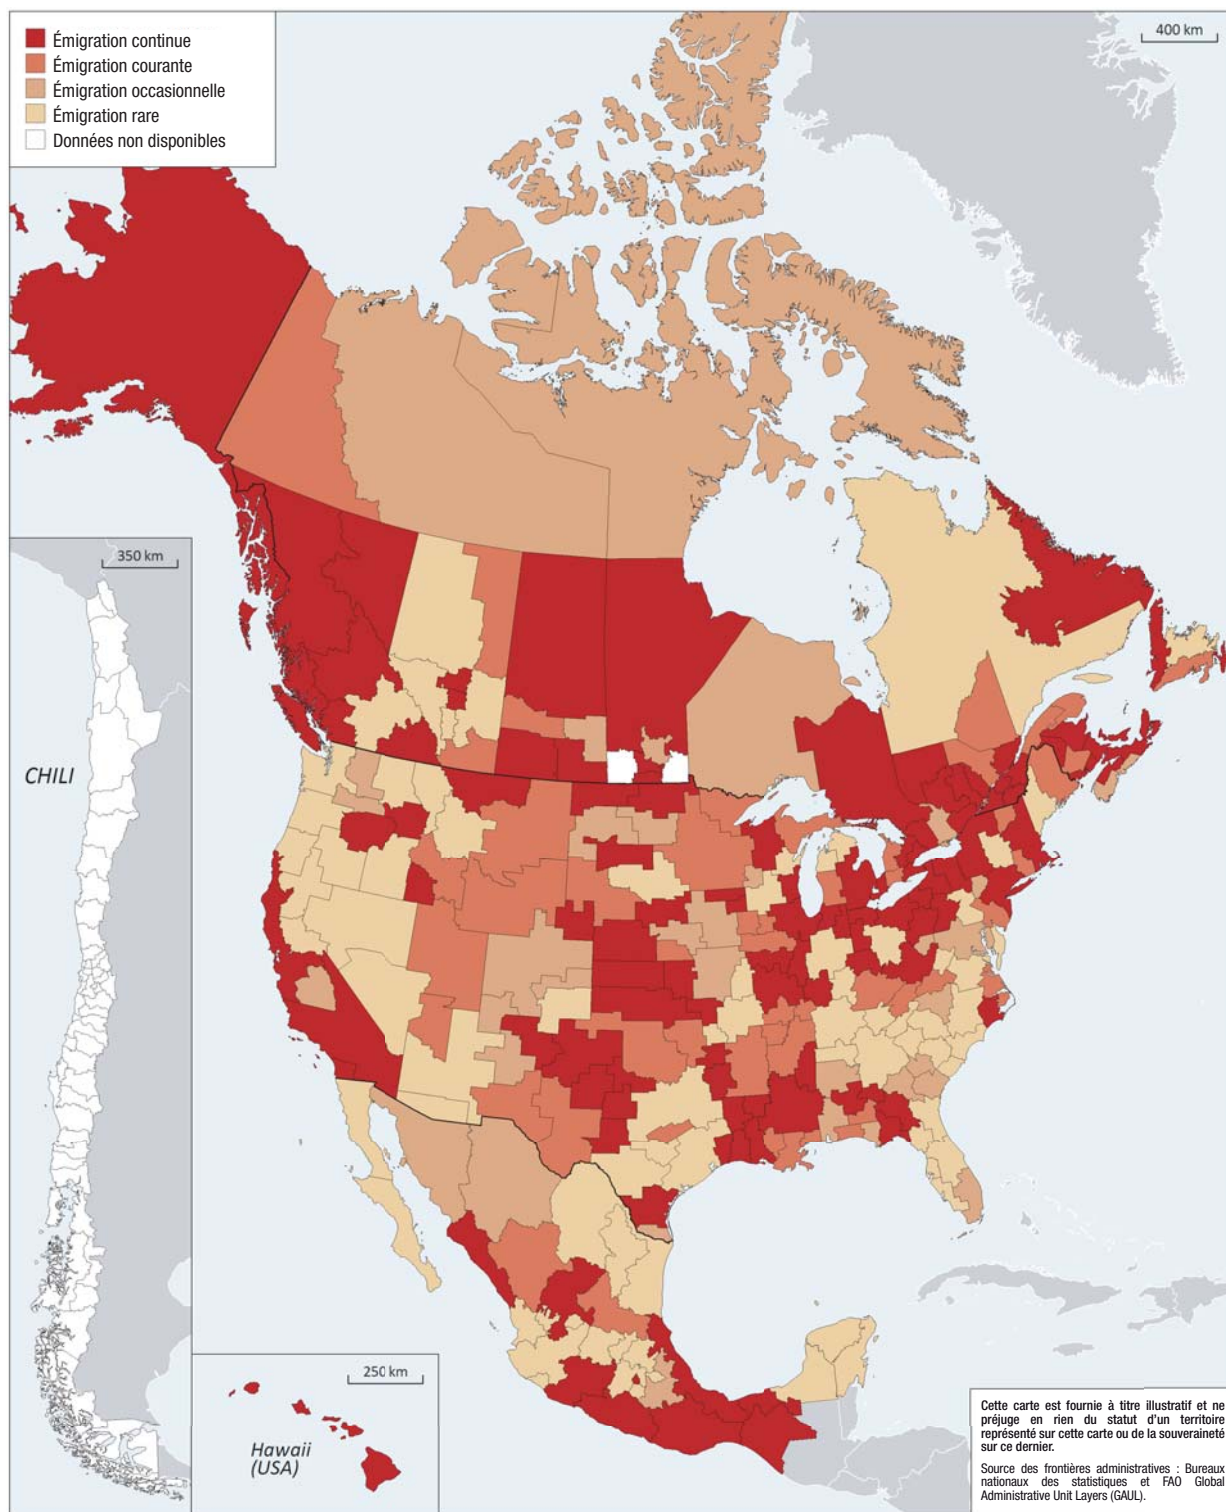 Émigration continue
Émigration courante
Émigration occasionnelle
Émigration rare
Données non disponibles
400 km
350 km
CHILI
250 km
Hawaii
(USA)
Cette carte est fournie à titre illustratif et ne
préjuge en rien du statut d'un territoire
représenté sur cette carte ou de la souveraineté
sur ce dernier.
Source des frontières administratives : Bureaux
nationaux des statistiques et FAO Global
Administrative Unit Layers (GAUL).